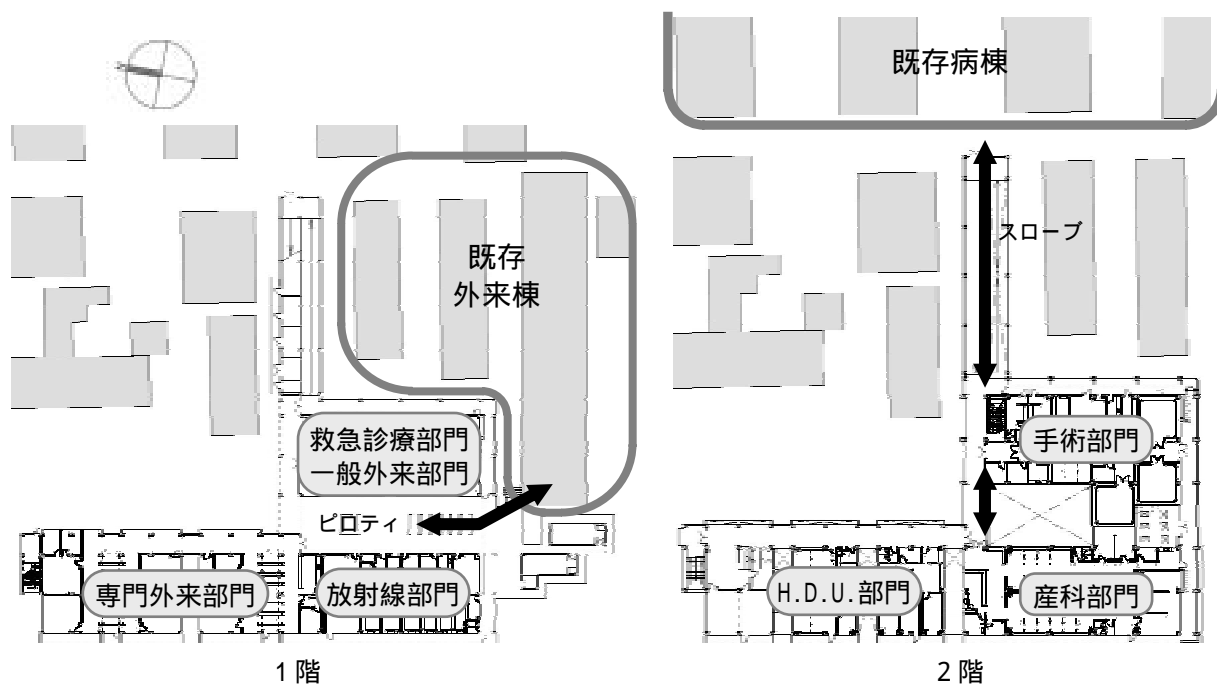 既存
外来棟
救急診療部門
一般外来部門
ピロティ
専門外来部門
放射線部門
1階
既存病棟
スロープ
手術部門
H.D.U.部門
産科部門
2階